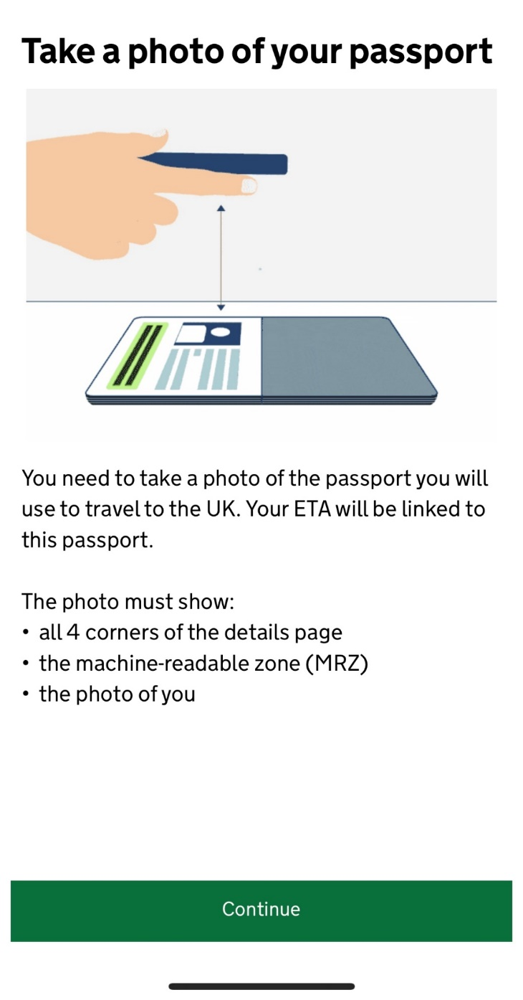 Take a photo of your passport
You need to take a photo of the passport you will
use to travel to the UK. Your ETA will be linked to
this passport.
The photo must show:
• all 4 corners of the details page
• the machine-readable zone (MRZ)
• the photo of you
Continue